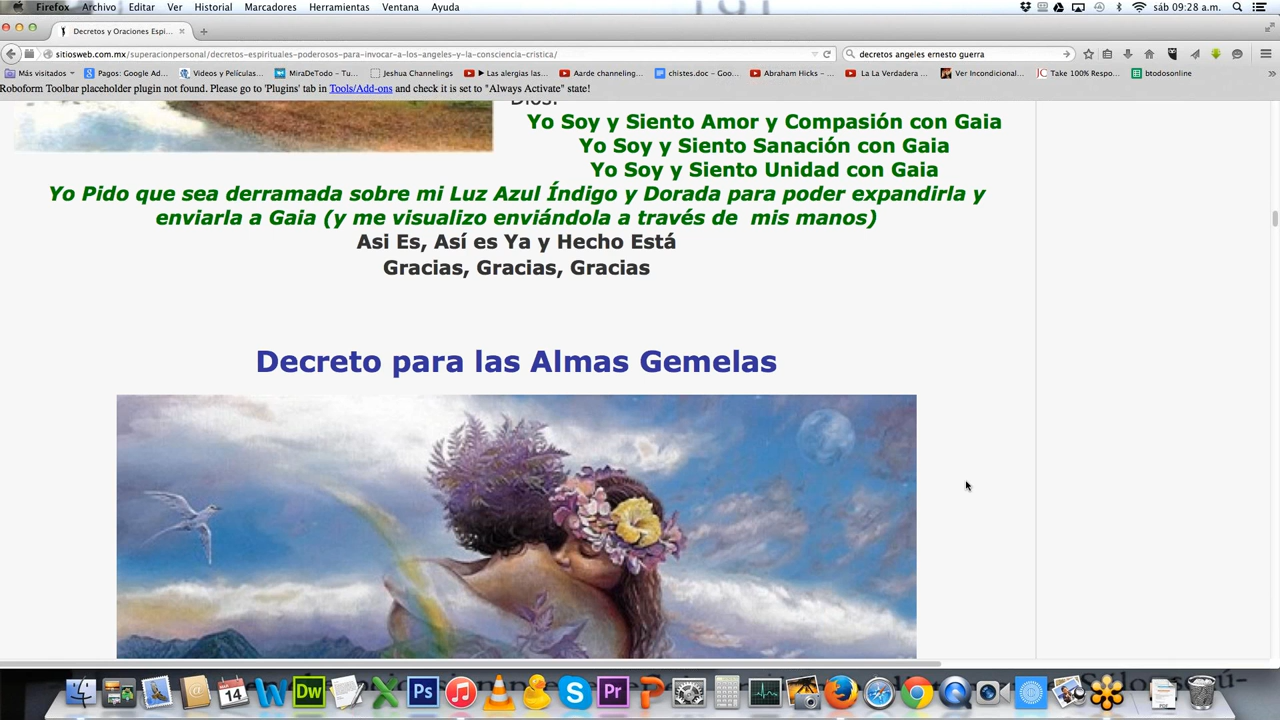 Firefox Archivo Editar Ver Historial Marcadores Herramientas Ventana Ayuda sáb 09:28 a.m.
Decretos y Oraciones Espi...
sitiosweb.com.mx/superacionpersonal/decretos-espirituales-poderosos-para-invocar-a-los-angeles-y-la-consciencia-cristica/
decretos angeles ernesto guerra
Más visitados Pagos: Google Ad... Videos y Películas... MiraDeTodo – Tu... Jeshua Channelings ▶ Las alergias las... Aarde channeling... chistes.doc – Goo... Abraham Hicks – ... La La Verdadera ... Ver Incondicional... Take 100% Respo... btodosonline
Roboform Toolbar placeholder plugin not found. Please go to 'Plugins' tab in Tools/Add-ons and check it is set to "Always Activate" state!
Dios:
Yo Soy y Siento Amor y Compasión con Gaia
Yo Soy y Siento Sanación con Gaia
Yo Soy y Siento Unidad con Gaia
Yo Pido que sea derramada sobre mi Luz Azul Índigo y Dorada para poder expandirla y
enviarla a Gaia (y me visualizo enviándola a través de  mis manos)
Asi Es, Así es Ya y Hecho Está
Gracias, Gracias, Gracias
Decreto para las Almas Gemelas
14 Dw Ps Pr PDF